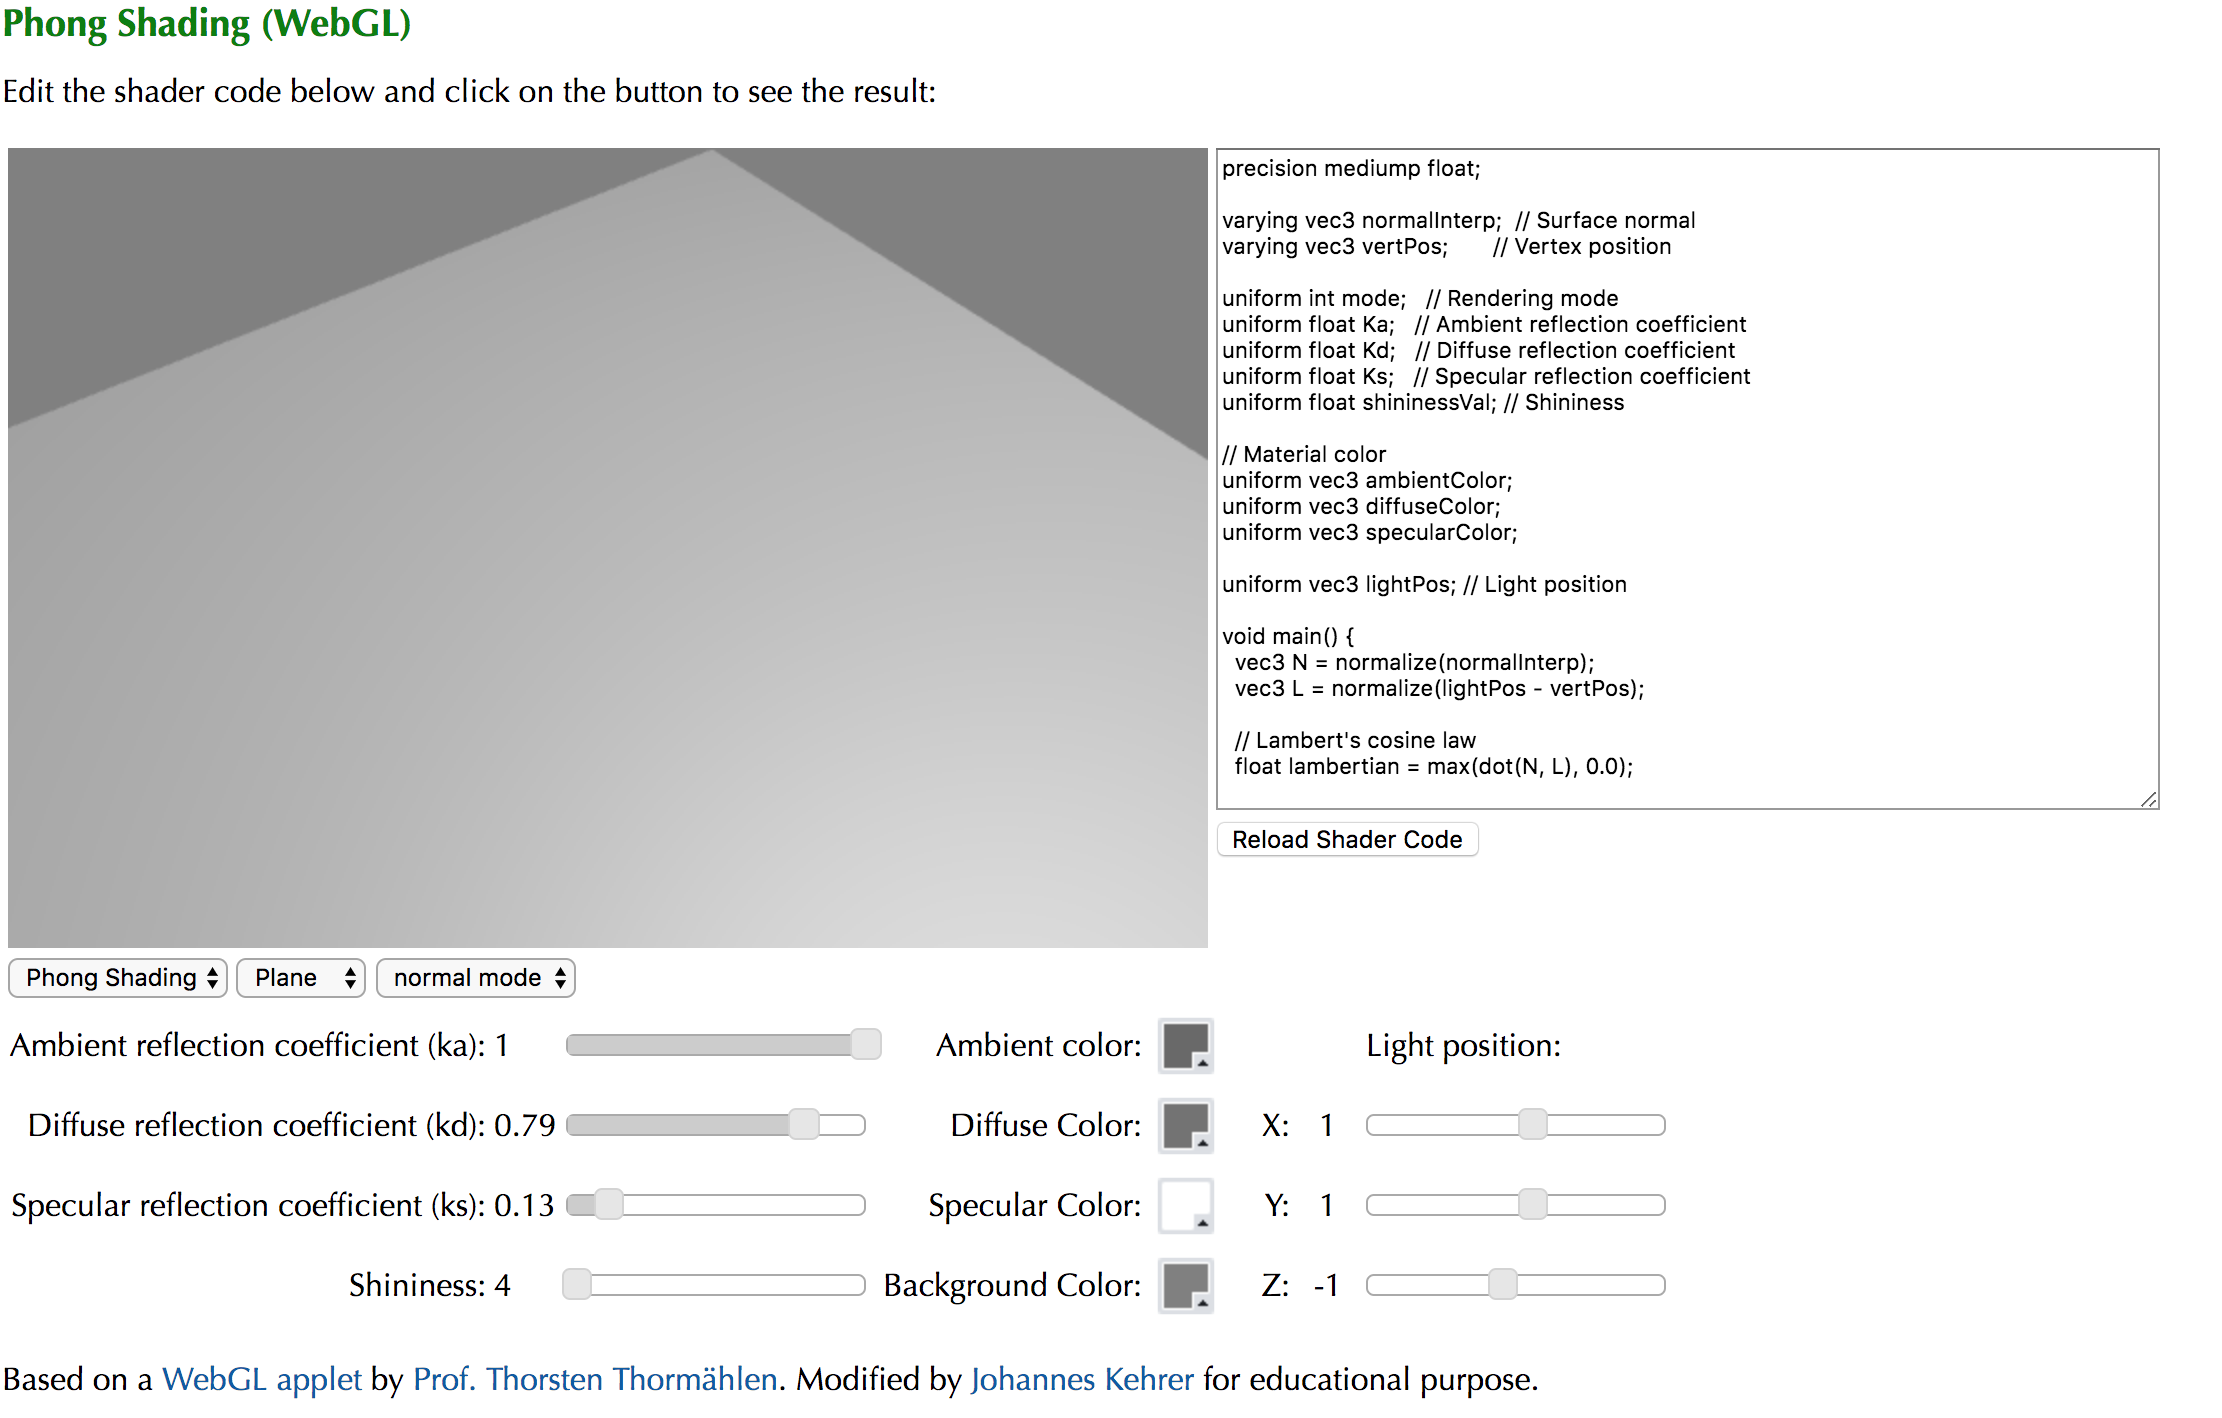 Phong Shading (WebGL)
Edit the shader code below and click on the button to see the result:
precision mediump float;
varying vec3 normalInterp;  // Surface normal
varying vec3 vertPos;       // Vertex position
uniform int mode;   // Rendering mode
uniform float Ka;   // Ambient reflection coefficient
uniform float Kd;   // Diffuse reflection coefficient
uniform float Ks;   // Specular reflection coefficient
uniform float shininessVal; // Shininess
// Material color
uniform vec3 ambientColor;
uniform vec3 diffuseColor;
uniform vec3 specularColor;
uniform vec3 lightPos; // Light position
void main() {
  vec3 N = normalize(normalInterp);
  vec3 L = normalize(lightPos - vertPos);
  // Lambert's cosine law
  float lambertian = max(dot(N, L), 0.0);
Reload Shader Code
Phong Shading Plane normal mode
Ambient reflection coefficient (ka): 1 Ambient color: Light position:
Diffuse reflection coefficient (kd): 0.79 Diffuse Color: X: 1
Specular reflection coefficient (ks): 0.13 Specular Color: Y: 1
Shininess: 4 Background Color: Z: -1
Based on a WebGL applet by Prof. Thorsten Thormählen. Modified by Johannes Kehrer for educational purpose.